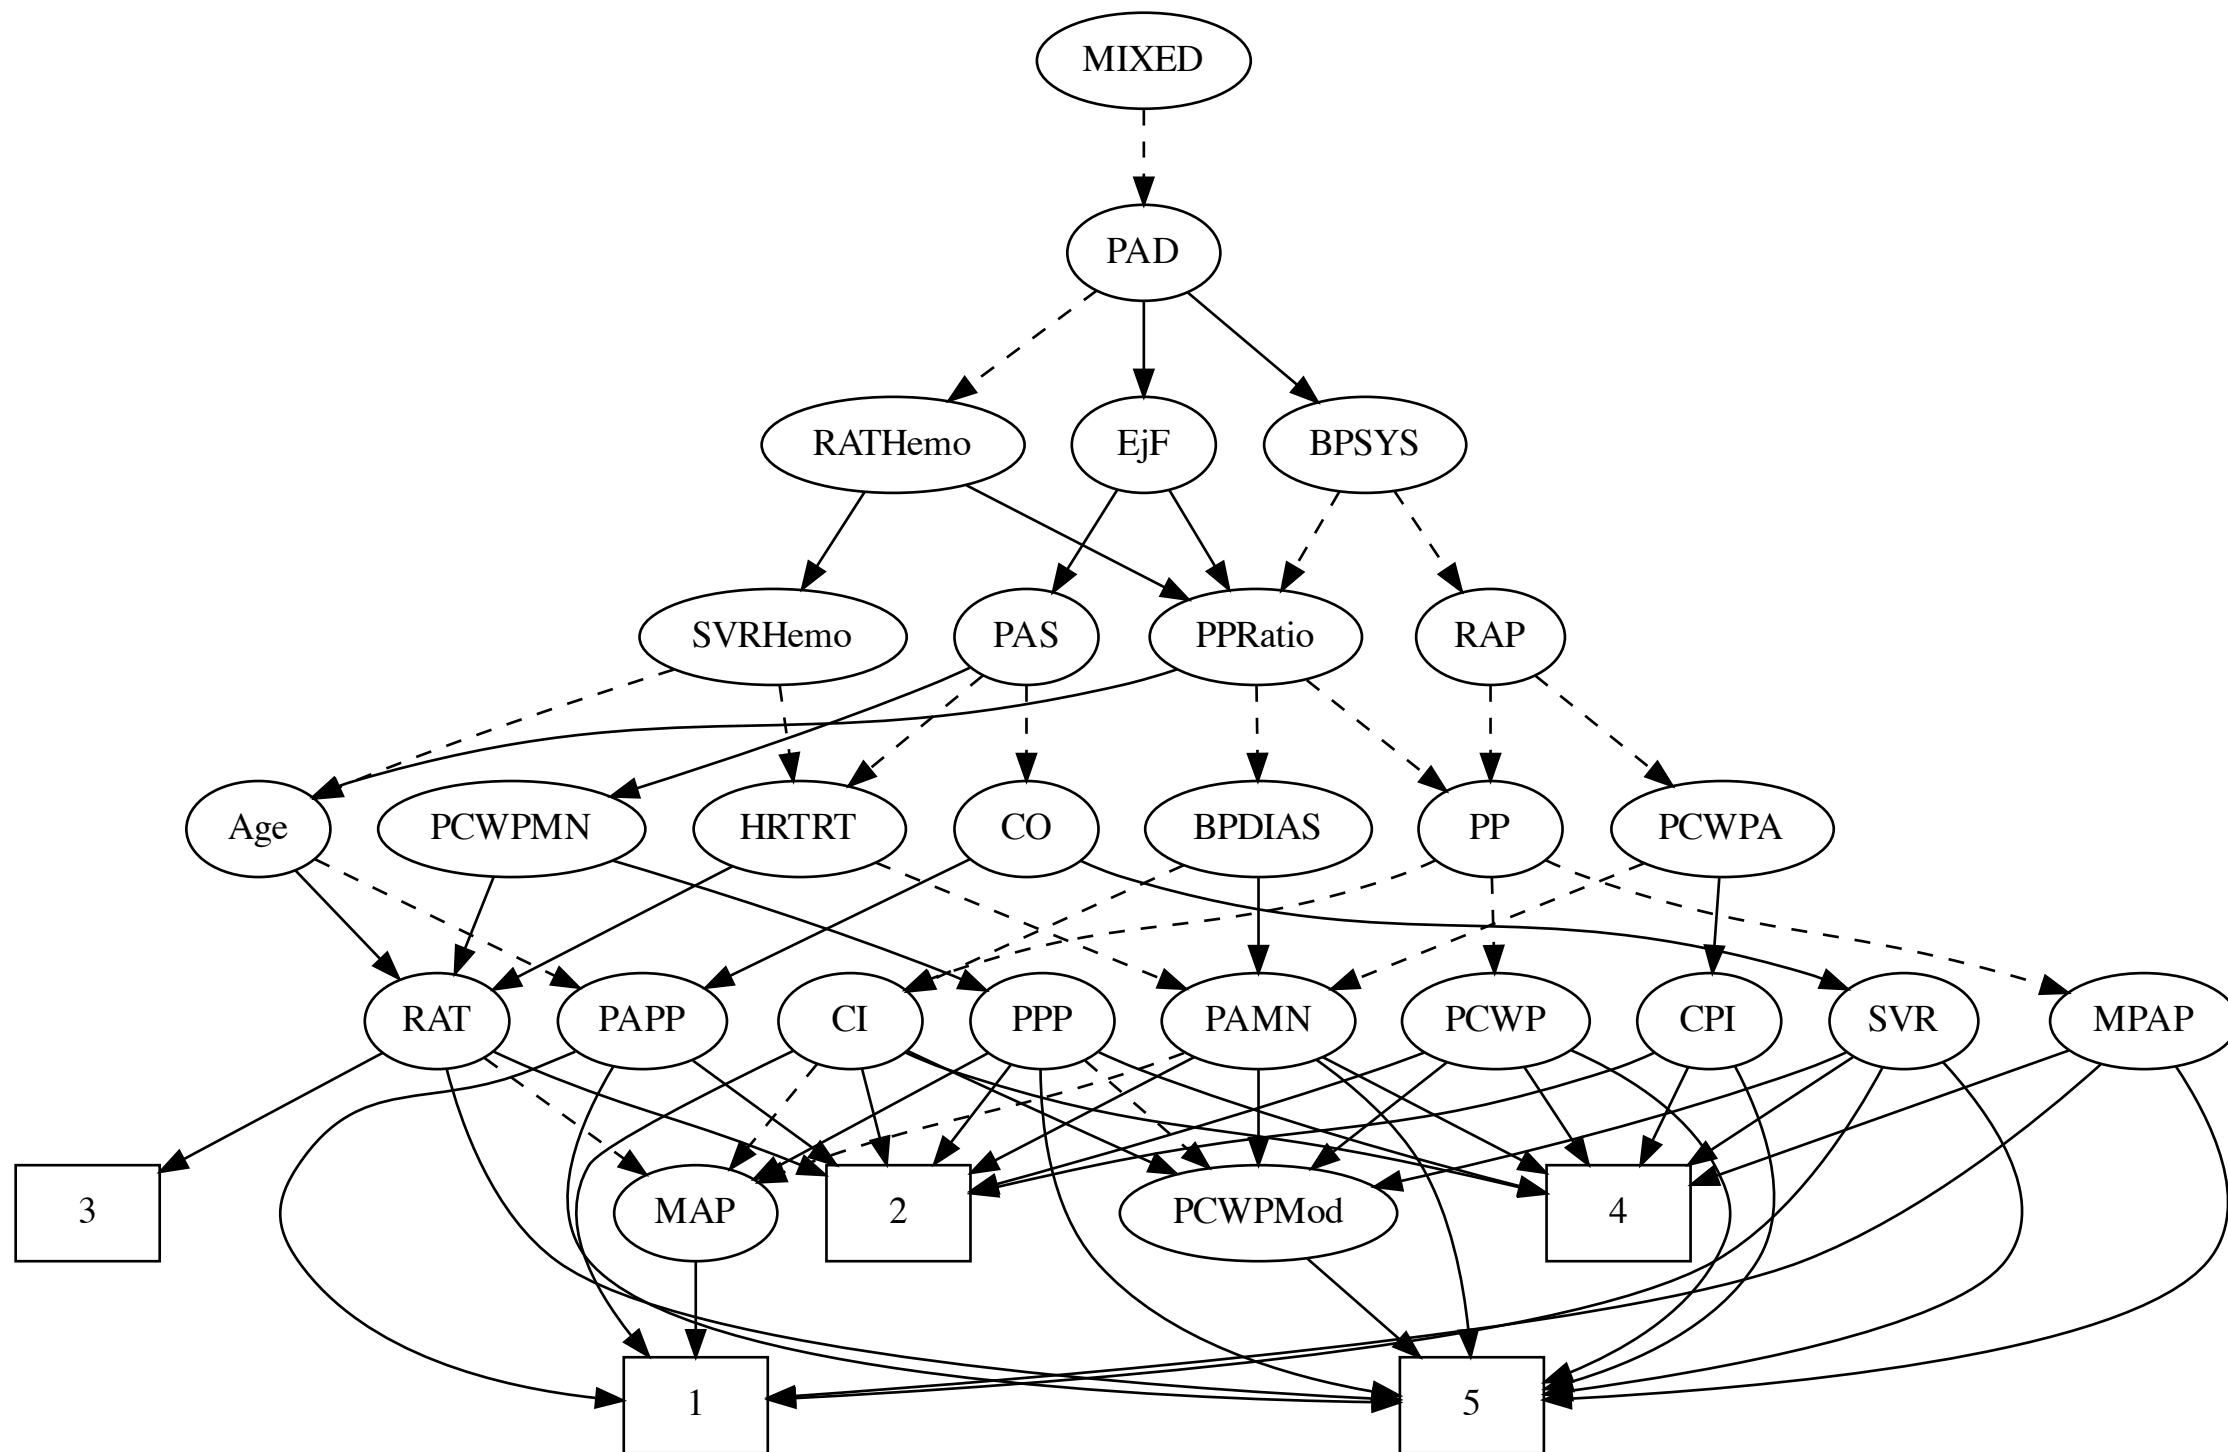 MIXED
PAD
RATHemo
EjF
BPSYS
SVRHemo
PAS
PPRatio
RAP
Age
PCWPMN
HRTRT
CO
BPDIAS
PP
PCWPA
RAT
PAPP
CI
PPP
PAMN
PCWP
CPI
SVR
MPAP
3
MAP
2
PCWPMod
4
1
5